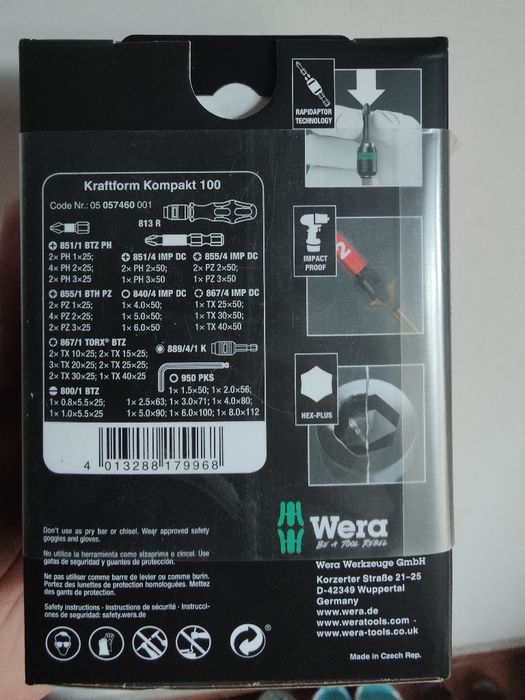 RAPIDAPTOR
TECHNOLOGY
Kraftform Kompakt 100
Code Nr.: 05 057460 001
813 R
851/1 BTZ PH
2× PH 1×25;
4× PH 2×25;
1× PH 3×25
851/4 IMP DC
2× PH 2×50;
1× PH 3×50
855/4 IMP DC
2× PZ 2×50;
1× PZ 3×50
855/1 BTH PZ
2× PZ 1×25;
4× PZ 2×25;
2× PZ 3×25
840/4 IMP DC
1× 4.0×50;
1× 5.0×50;
1× 6.0×50
867/4 IMP DC
1× TX 25×50;
1× TX 30×50;
1× TX 40×50
867/1 TORX® BTZ
2× TX 10×25; 2× TX 15×25;
3× TX 20×25; 2× TX 25×25;
2× TX 30×25; 1× TX 40×25
889/4/1 K
800/1 BTZ
1× 0.8×5.5×25;
1× 1.0×5.5×25
950 PKS
1× 1.5×50; 1× 2.0×56;
1× 2.5×63; 1× 3.0×71; 1× 4.0×80;
1× 5.0×90; 1× 6.0×100; 1× 8.0×112
4 013288 179968
IMPACT
PROOF
2
HEX-PLUS
Wera
BE A TOOL REBEL
Don't use as pry bar or chisel. Wear approved safety
goggles and gloves.
No utilice la herramienta como alzaprima o cincel. Use
gafas de seguridad y guantes de protección.
Ne pas utiliser comme barre de levier ou comme burin.
Portez des lunettes de protection homologuées. Mettez
des gants de protection.
Safety instructions · Instructions de sécurité · Instrucci-
ones de seguridad: safety.wera.de
Wera Werkzeuge GmbH
Korzerter Straße 21–25
D-42349 Wuppertal
Germany
www.wera.de
www.weratools.com
www.wera-tools.co.uk
Made in Czech Rep.